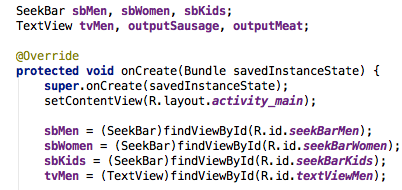 SeekBar sbMen, sbWomen, sbKids;
TextView tvMen, outputSausage, outputMeat;
@Override
protected void onCreate(Bundle savedInstanceState) {
super.onCreate(savedInstanceState);
setContentView(R.layout.activity_main);
sbMen = (SeekBar)findViewById(R.id.seekBarMen);
sbWomen = (SeekBar)findViewById(R.id.seekBarWomen);
sbKids = (SeekBar)findViewById(R.id.seekBarKids);
tvMen = (TextView)findViewById(R.id.textViewMen);